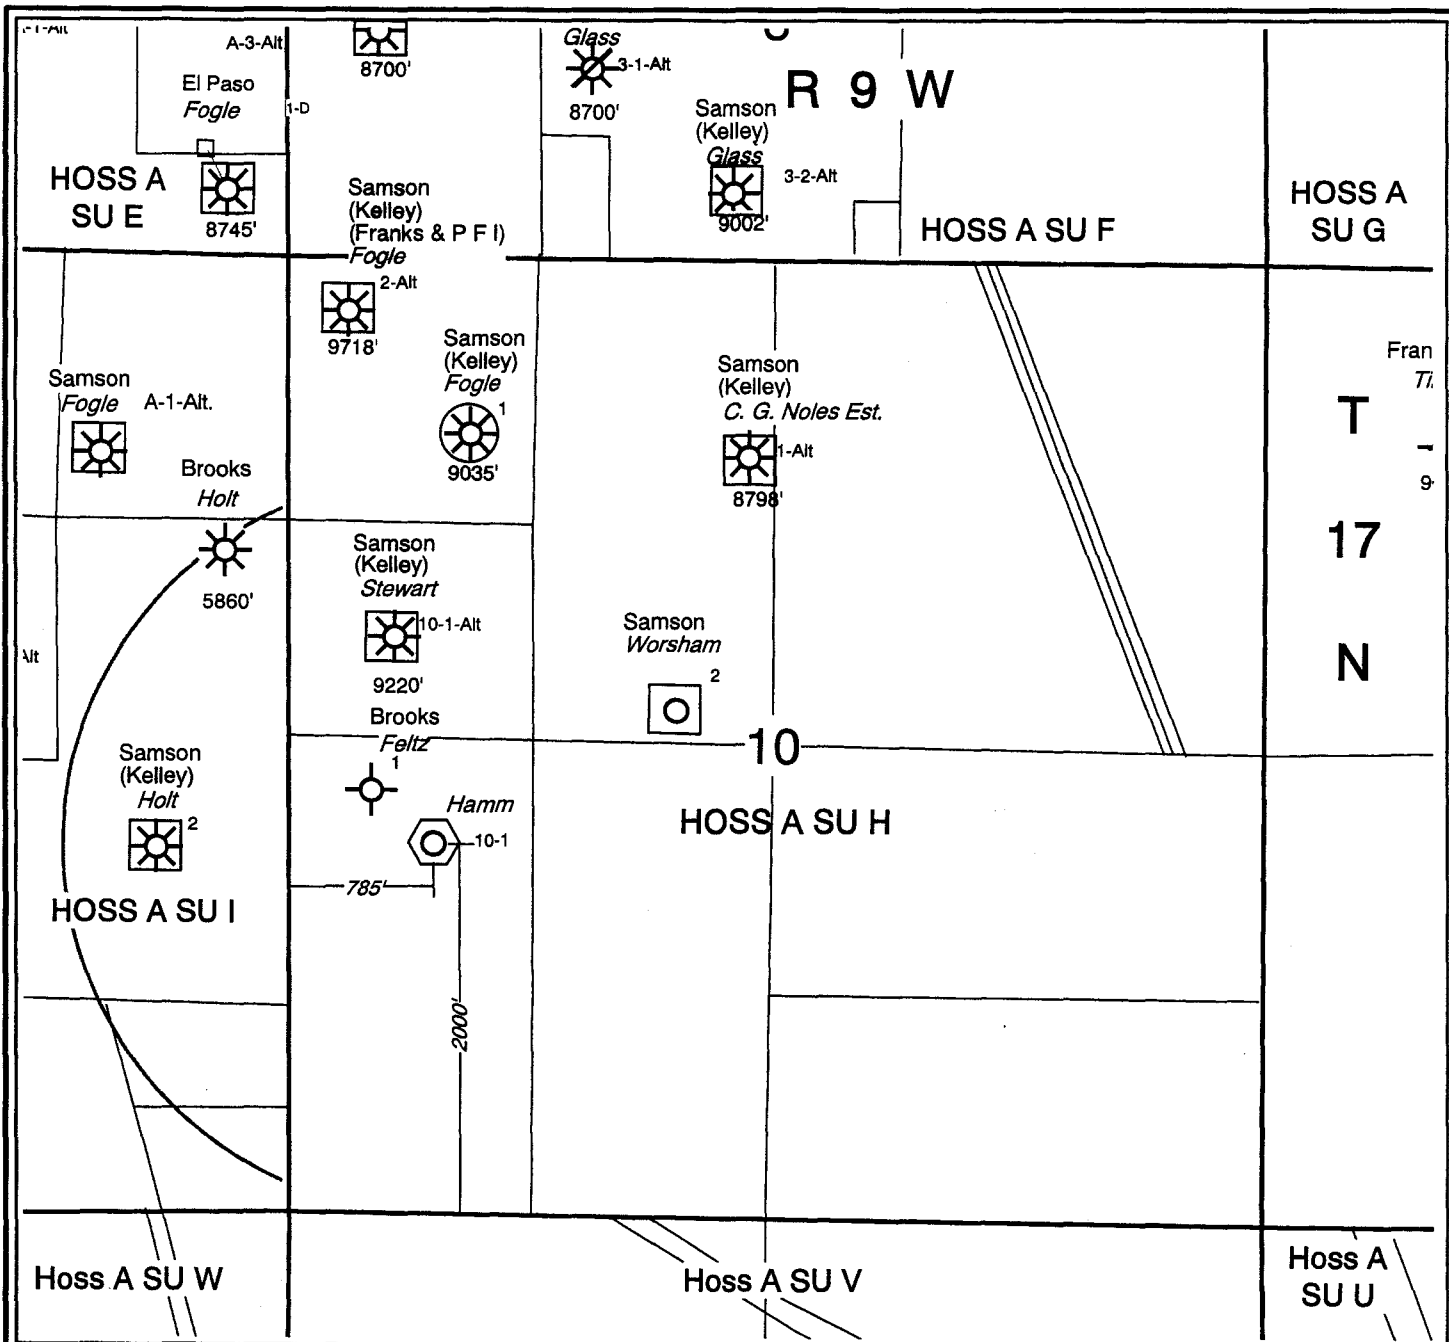 A-3-Alt
El Paso
Fogle
1-D
8700'
Glass
3-1-Alt
8700'
R 9 W
Samson
(Kelley)
Glass
3-2-Alt
9002'
HOSS A
SU E
8745'
Samson
(Kelley)
(Franks & P F I)
Fogle
2-Alt
9718'
HOSS A SU F
HOSS A
SU G
Samson
Fogle
A-1-Alt.
Samson
(Kelley)
Fogle
1
9035'
Samson
(Kelley)
C. G. Noles Est.
1-Alt
8798'
Fran
T
17
N
Brooks
Holt
5860'
Samson
(Kelley)
Stewart
10-1-Alt
9220'
Samson
Worsham
2
Alt
Brooks
Feltz
1
10
Samson
(Kelley)
Holt
2
Hamm
10-1
785'
2000'
HOSS A SU H
HOSS A SU I
Hoss A SU W
Hoss A SU V
Hoss A
SU U